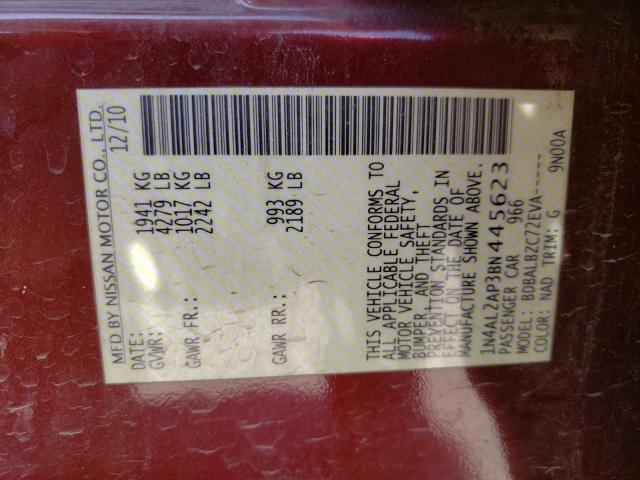 MFD BY NISSAN MOTOR CO., LTD.
DATE: 12/10
GVWR: 1941 KG
4279 LB
GAWR FR.: 1017 KG
2242 LB
GAWR RR.: 993 KG
2189 LB
THIS VEHICLE CONFORMS TO
ALL APPLICABLE FEDERAL
MOTOR VEHICLE SAFETY,
BUMPER, AND THEFT
PREVENTION STANDARDS IN
EFFECT ON THE DATE OF
MANUFACTURE SHOWN ABOVE.
1N4AL2AP3BN445623
PASSENGER CAR 966
MODEL: BDBALBZC72EVA------
COLOR: NAD TRIM: G 9N00A